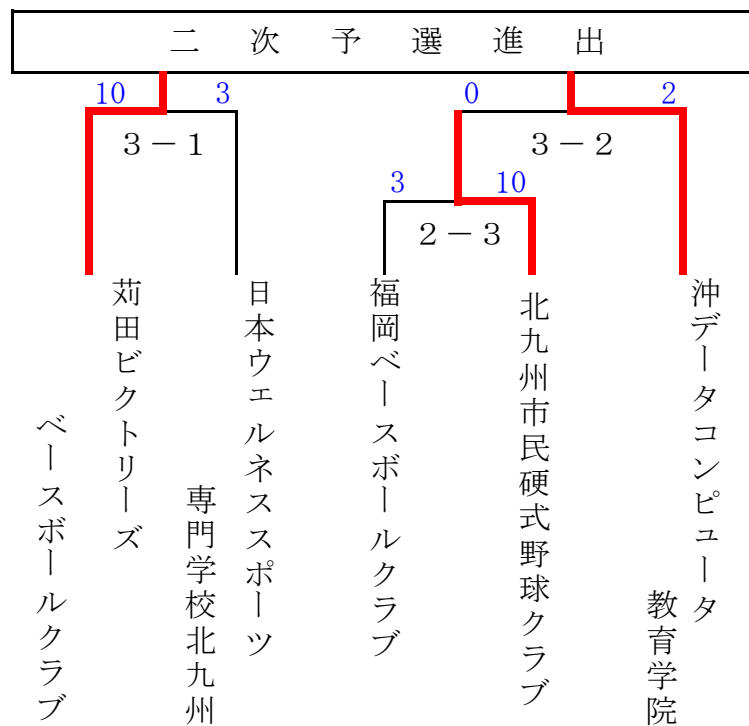 二次予選進出
10
3
0
2
３－１
３－２
3
10
２－３
苅田ビクトリーズ
ベースボールクラブ
日本ウェルネススポーツ
専門学校北九州
福岡ベースボールクラブ
北九州市民硬式野球クラブ
沖データコンピュータ
教育学院